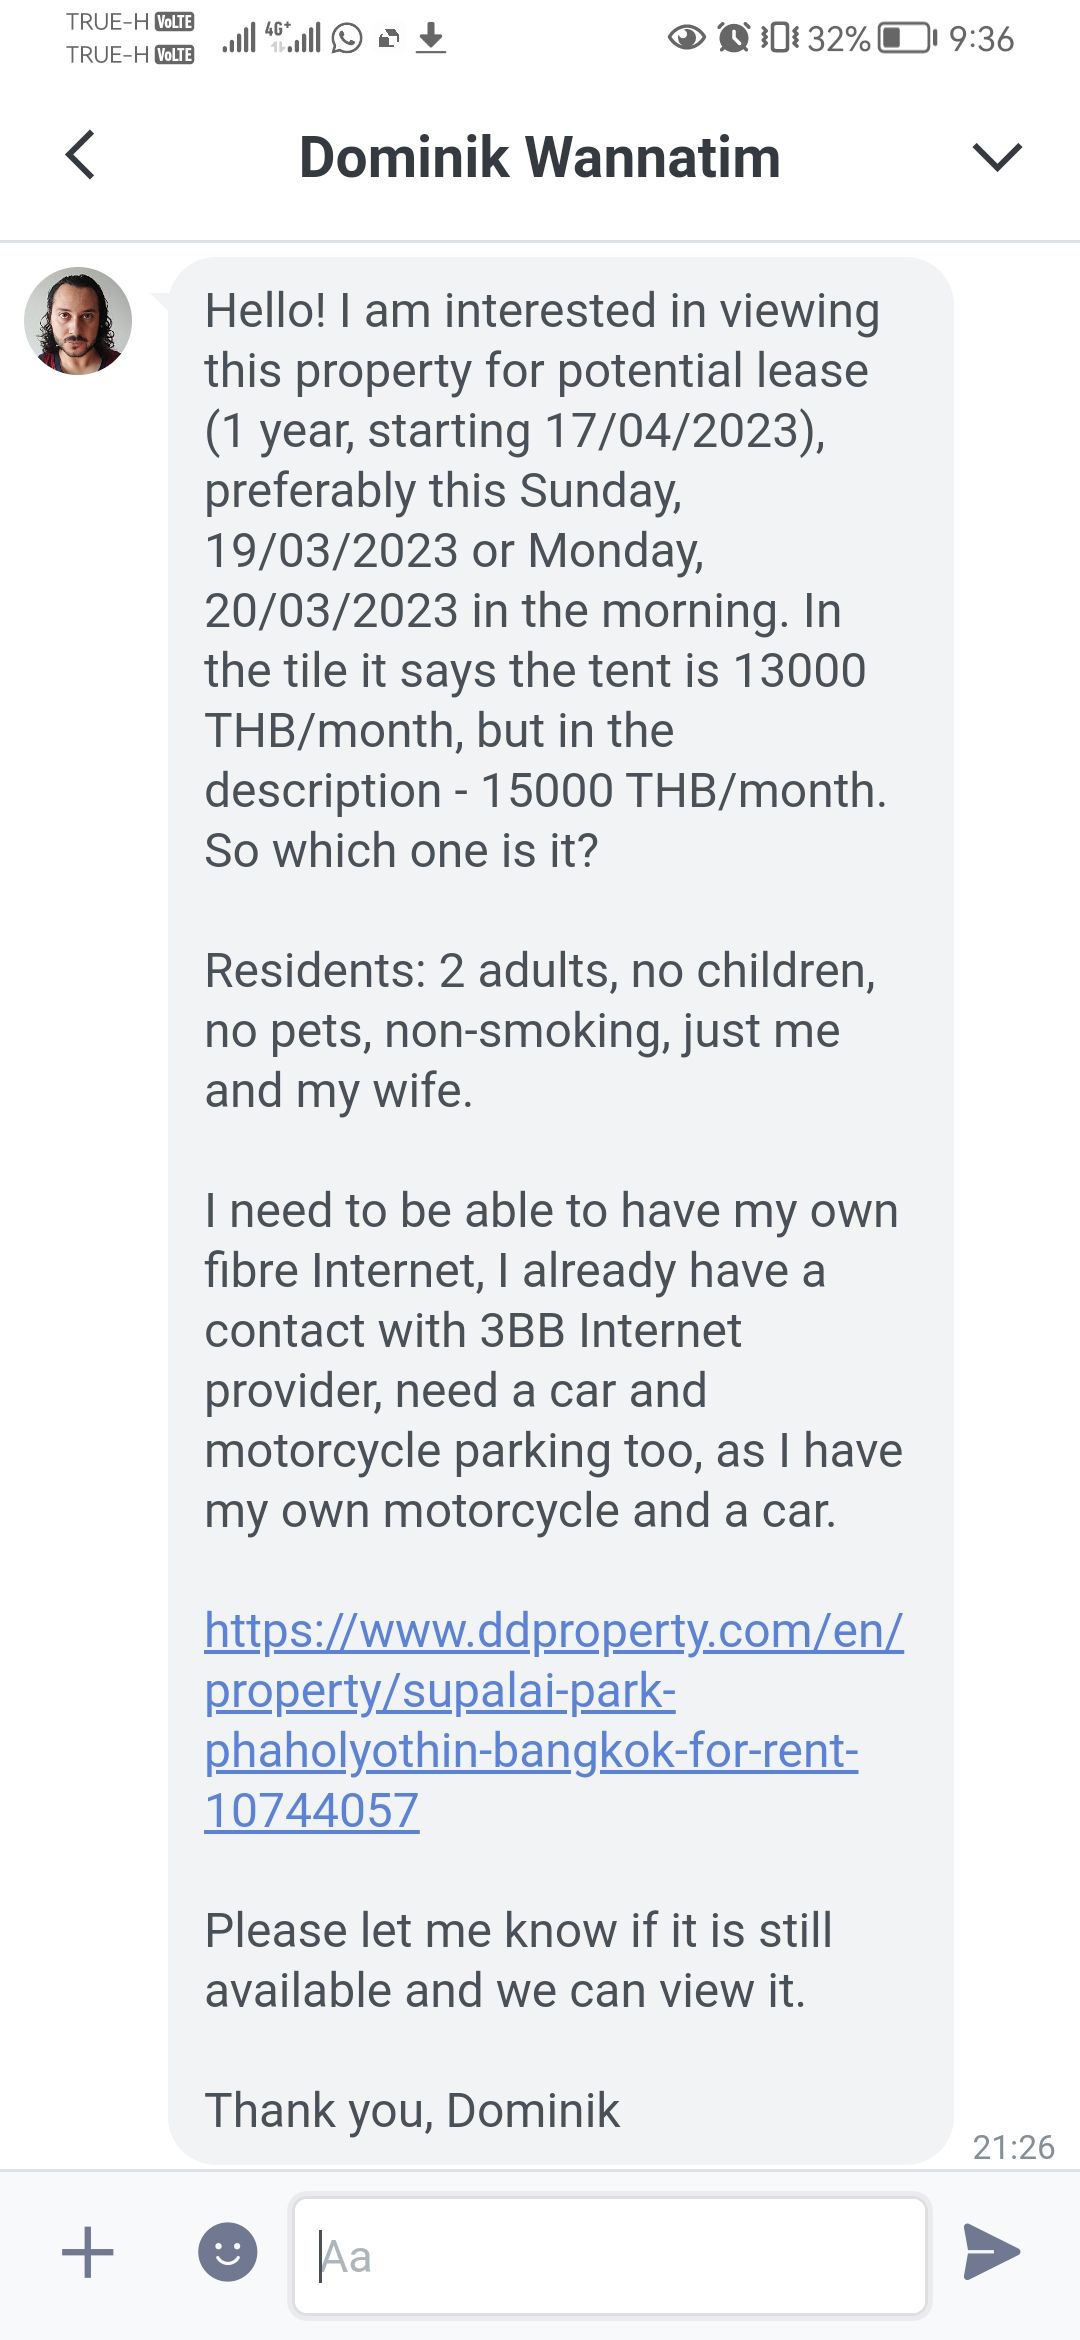 TRUE-H VoLTE
TRUE-H VoLTE
4G+
32%
9:36
Dominik Wannatim
Hello! I am interested in viewing
this property for potential lease
(1 year, starting 17/04/2023),
preferably this Sunday,
19/03/2023 or Monday,
20/03/2023 in the morning. In
the tile it says the tent is 13000
THB/month, but in the
description - 15000 THB/month.
So which one is it?
Residents: 2 adults, no children,
no pets, non-smoking, just me
and my wife.
I need to be able to have my own
fibre Internet, I already have a
contact with 3BB Internet
provider, need a car and
motorcycle parking too, as I have
my own motorcycle and a car.
https://www.ddproperty.com/en/
property/supalai-park-
phaholyothin-bangkok-for-rent-
10744057
Please let me know if it is still
available and we can view it.
Thank you, Dominik
21:26
Aa